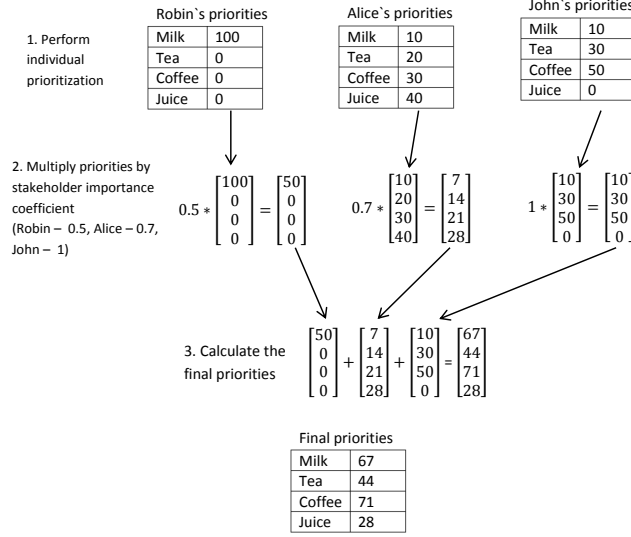 Robin`s priorities
Milk 100
Tea 0
Coffee 0
Juice 0
Alice`s priorities
Milk 10
Tea 20
Coffee 30
Juice 40
John`s priorities
Milk 10
Tea 30
Coffee 50
Juice 0
1. Perform
individual
prioritization
2. Multiply priorities by
stakeholder importance
coefficient
(Robin – 0.5, Alice – 0.7,
John – 1)
0.5 ∗ [100 0 0 0] = [50 0 0 0]
0.7 ∗ [10 20 30 40] = [7 14 21 28]
1 ∗ [10 30 50 0] = [10 30 50 0]
3. Calculate the
final priorities
[50 0 0 0] + [7 14 21 28] + [10 30 50 0] = [67 44 71 28]
Final priorities
Milk 67
Tea 44
Coffee 71
Juice 28